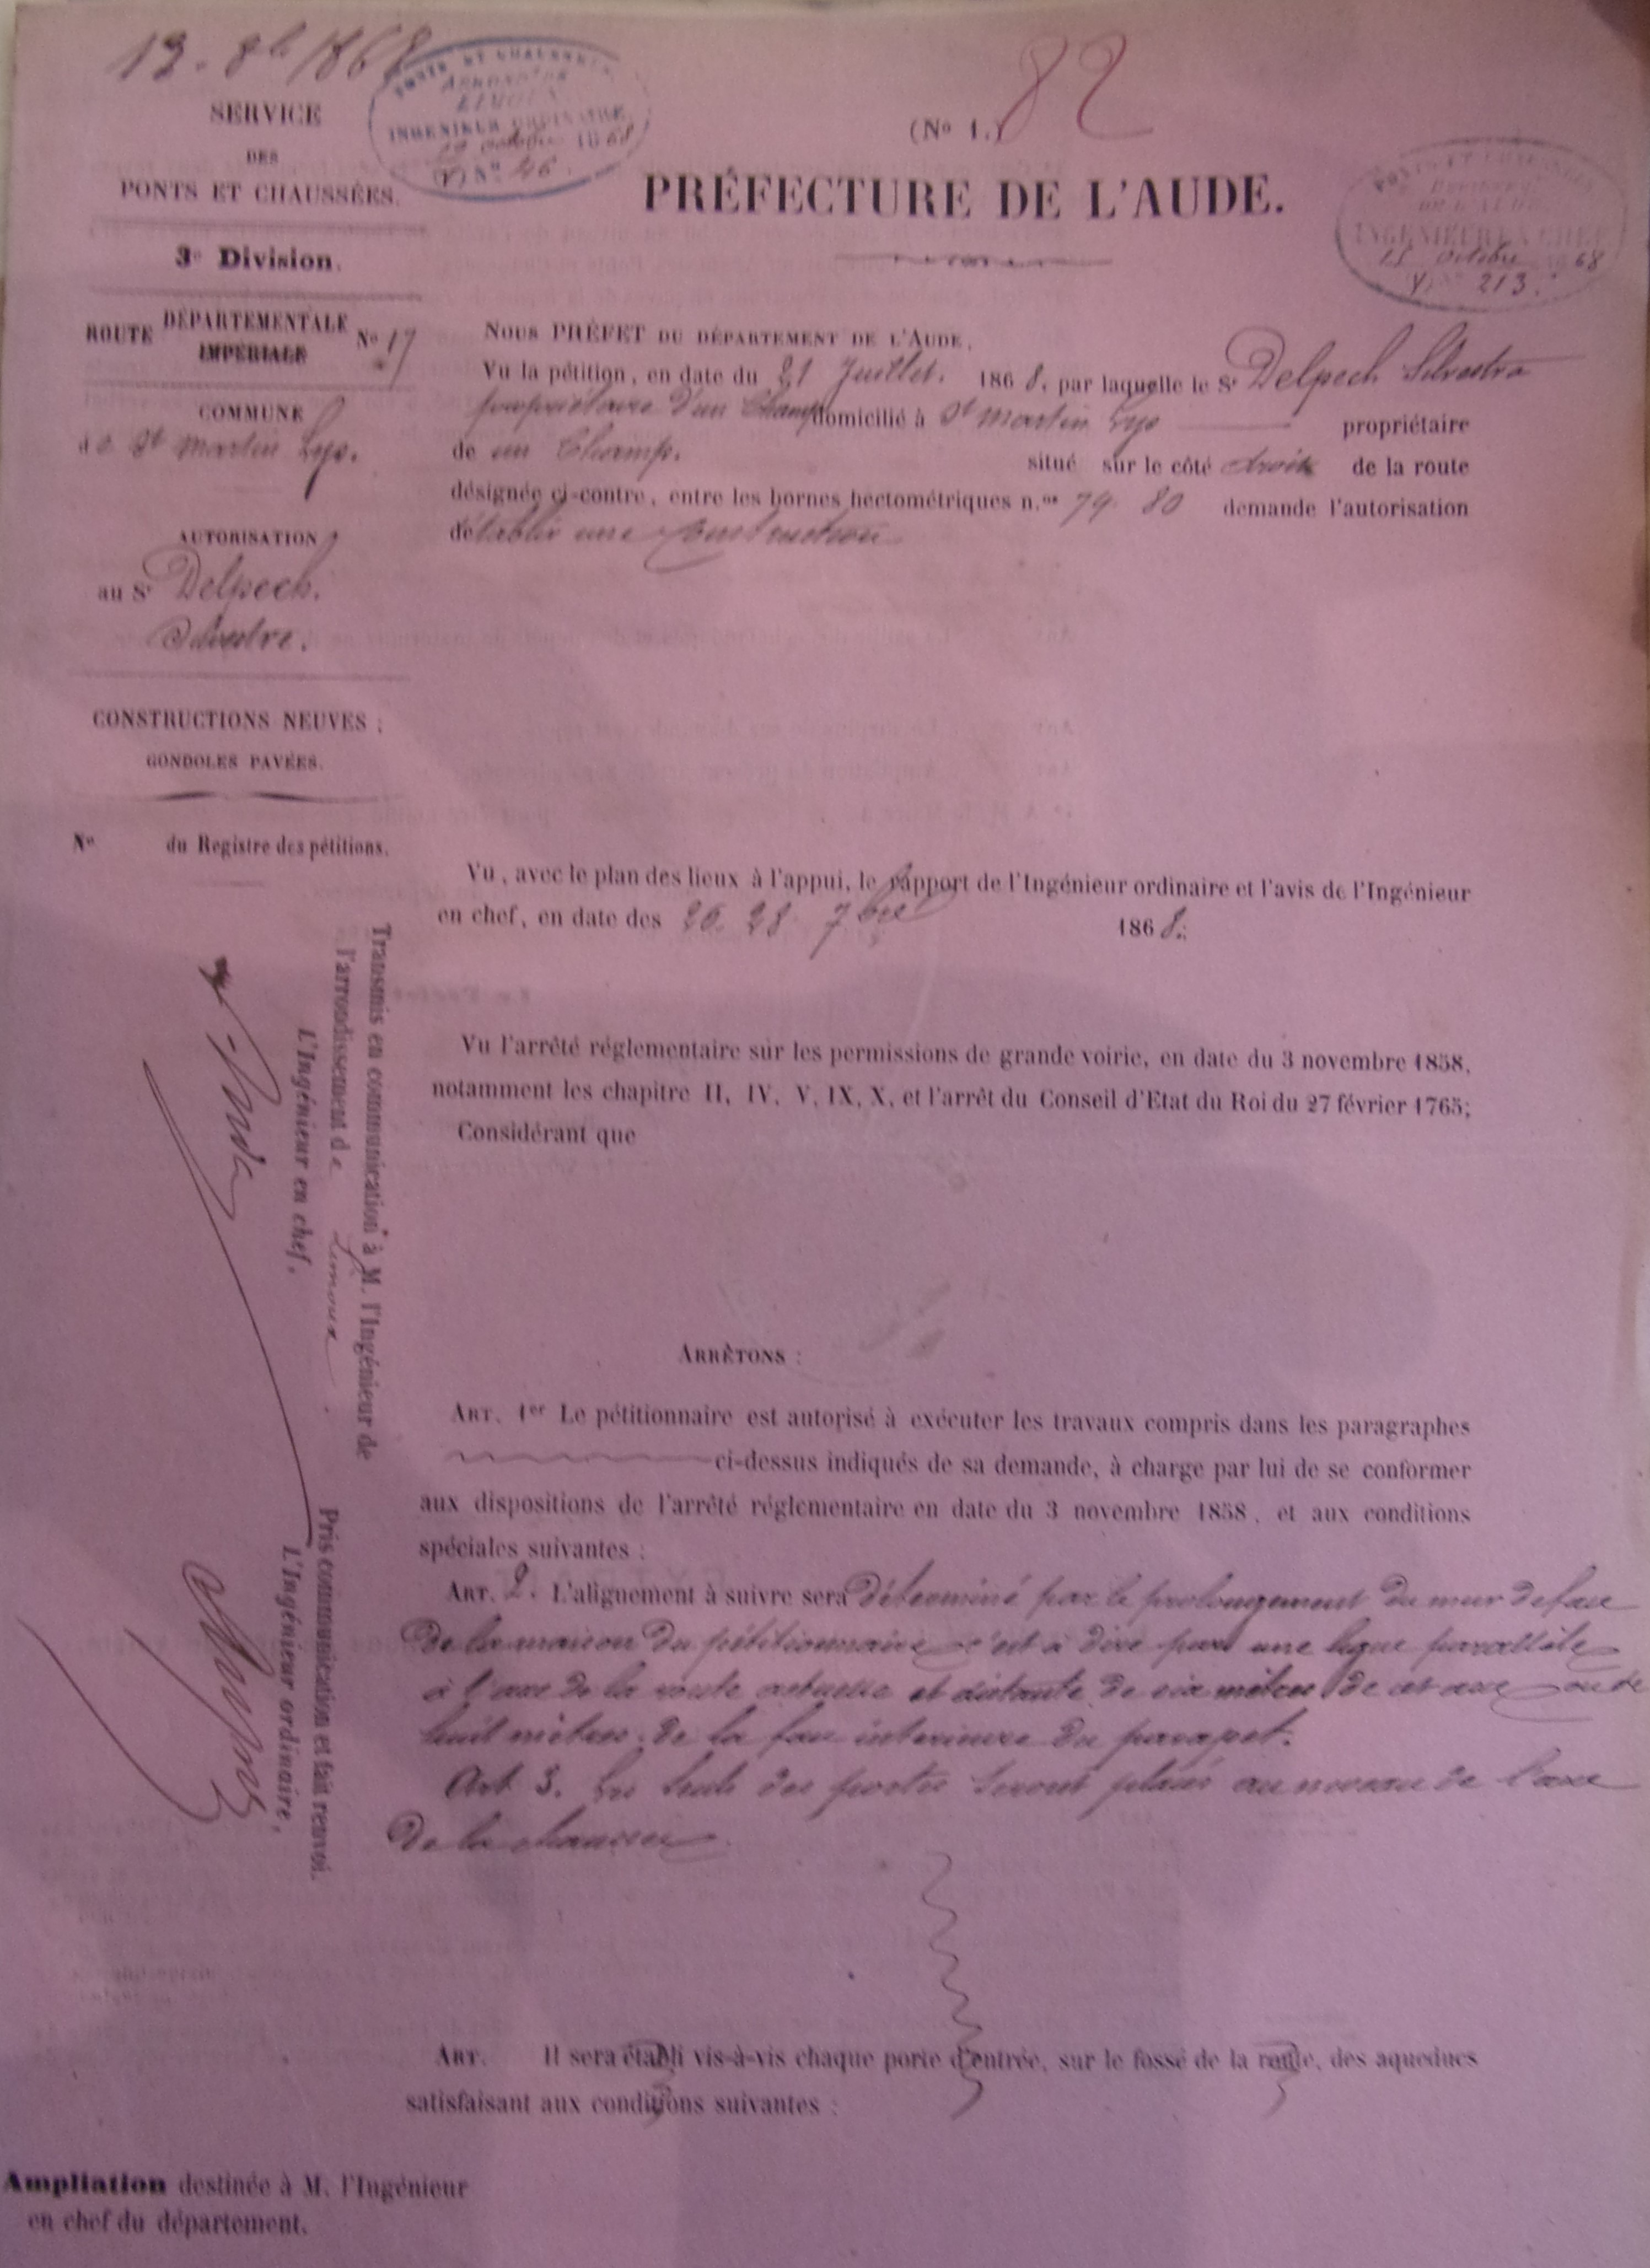 13. 8b 1868
PONTS ET CHAUSSÉES
ARRONDT DE
LIMOUX
INGÉNIEUR ORDINAIRE
octobre 1868
(Y) N° 46.
SERVICE
DES
PONTS ET CHAUSSÉES.
3e Division.
ROUTE DÉPARTEMENTALE N° 17
IMPÉRIALE
COMMUNE
de St Martin Lys.
AUTORISATION
au Sr Delpech.
Silvestre.
CONSTRUCTIONS NEUVES ;
GONDOLES PAVÉES.
N° du Registre des pétitions.
Transmis en communication à M. l'Ingénieur de
l'arrondissement de Limoux.
L'Ingénieur en chef,
Pris communication et fait renvoi.
L'Ingénieur ordinaire,
(N° 1.) 82
PRÉFECTURE DE L'AUDE.
PONTS ET CHAUSSÉES
DE L'AUDE
INGÉNIEUR EN CHEF
15 Octobre 1868
(Y) N° 213.
NOUS PRÉFET DU DÉPARTEMENT DE L'AUDE,
Vu la pétition, en date du 21 Juillet. 1868, par laquelle le Sr Delpech Silvestre
propriétaire d'un Champ domicilié à St Martin Lys propriétaire
de un Champ. situé sur le côté droit de la route
désignée ci-contre, entre les bornes hectométriques n.os 79. 80 demande l'autorisation
d'établir une Construction
Vu, avec le plan des lieux à l'appui, le rapport de l'Ingénieur ordinaire et l'avis de l'Ingénieur
en chef, en date des 26. 28. 7bre 1868;
Vu l'arrêté réglementaire sur les permissions de grande voirie, en date du 3 novembre 1858,
notamment les chapitre II, IV, V, IX, X, et l'arrêt du Conseil d'Etat du Roi du 27 février 1765;
Considérant que
ARRÊTONS :
ART. 1er Le pétitionnaire est autorisé à exécuter les travaux compris dans les paragraphes
ci-dessus indiqués de sa demande, à charge par lui de se conformer
aux dispositions de l'arrêté réglementaire en date du 3 novembre 1858, et aux conditions
spéciales suivantes :
ART. 2. L'alignement à suivre sera déterminé par le prolongement du mur de face
de la maison du pétitionnaire c'est à dire par une ligne parallèle
à l'axe de la route actuelle et distante de six mètres de cet axe ou de
huit mètres de la face intérieure du parapet.
Art 3. Les seuils des portes seront placés au niveau de l'axe
de la chaussée
ART. Il sera établi vis-à-vis chaque porte d'entrée, sur le fossé de la route, des aqueducs
satisfaisant aux conditions suivantes :
Ampliation destinée à M. l'Ingénieur
en chef du département.